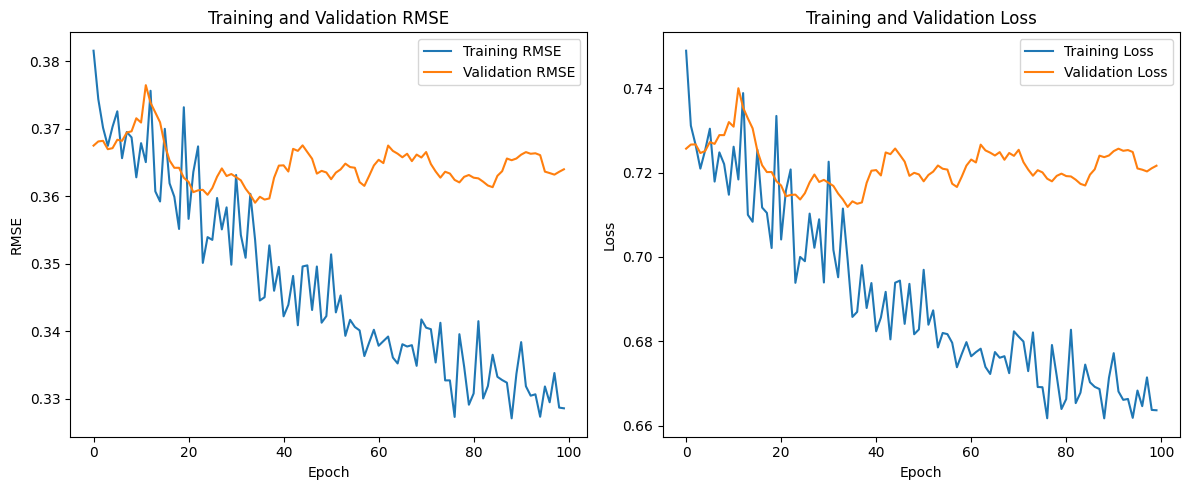 Training and Validation RMSE
Training RMSE
Validation RMSE
0.38
0.37
0.36
0.35
0.34
0.33
RMSE
0
20
40
60
80
100
Epoch
Training and Validation Loss
Training Loss
Validation Loss
0.74
0.72
0.70
0.68
0.66
Loss
0
20
40
60
80
100
Epoch